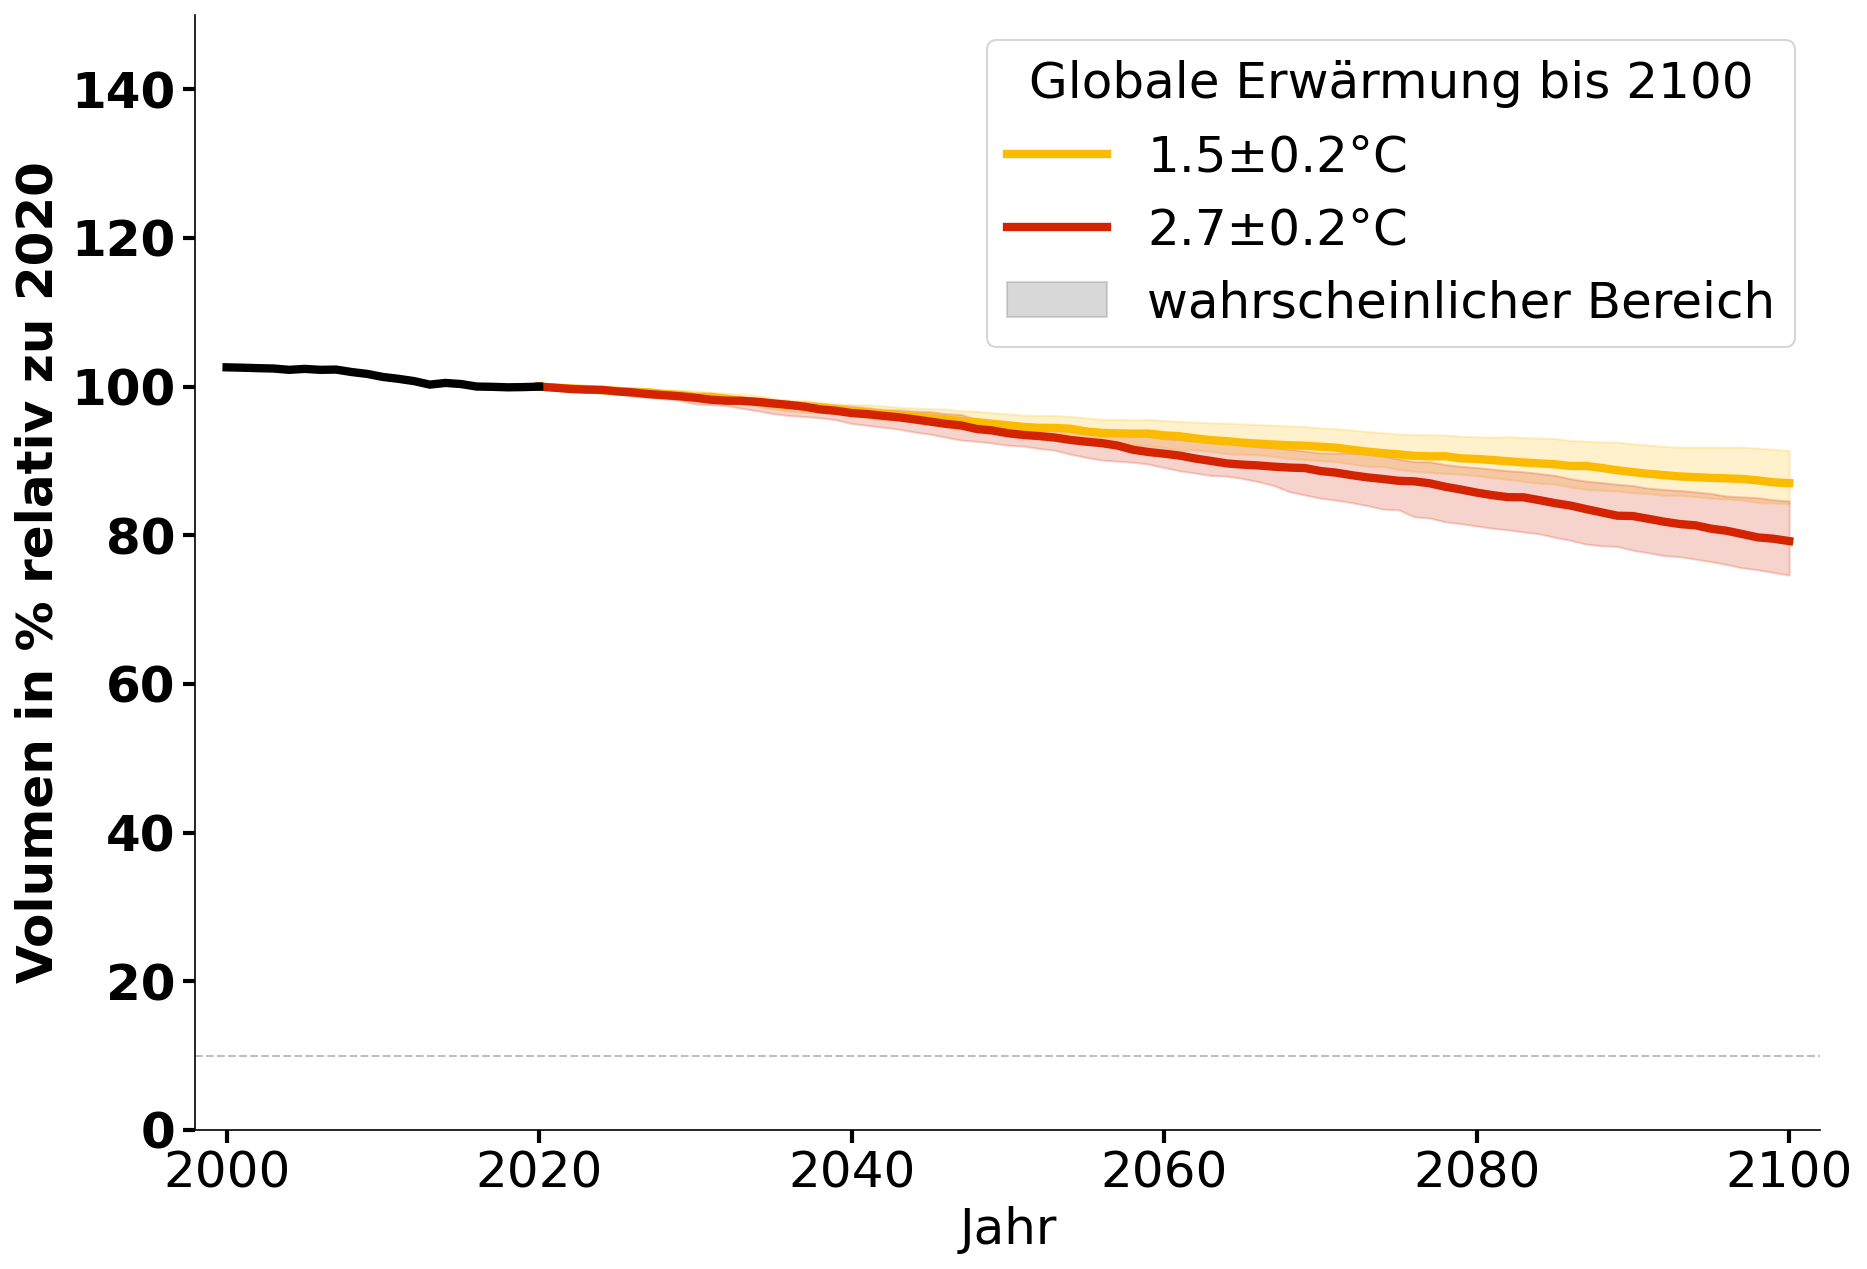 Volumen in % relativ zu 2020
140
120
100
80
60
40
20
0
Globale Erwärmung bis 2100
1.5±0.2°C
2.7±0.2°C
wahrscheinlicher Bereich
2000 2020 2040 2060 2080 2100
Jahr